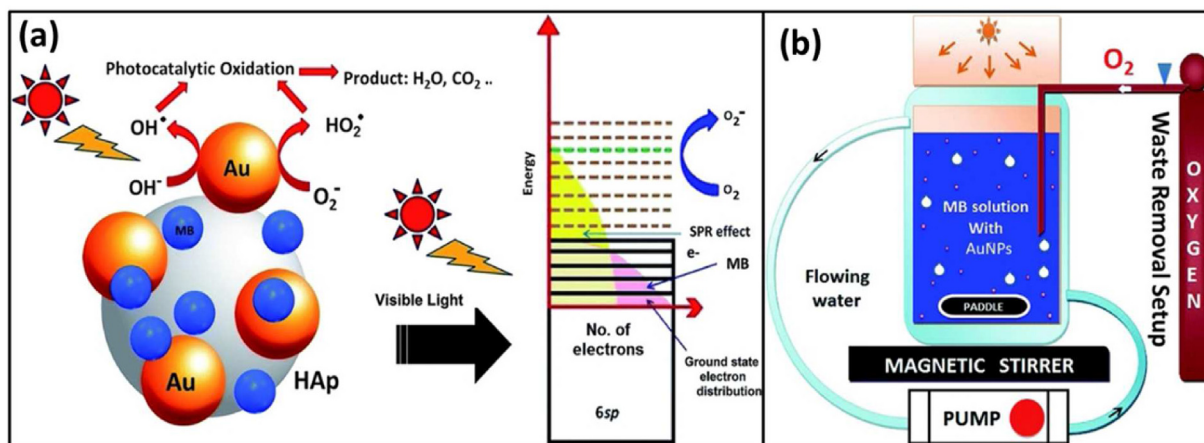 (a)
Photocatalytic Oxidation
Product: H₂O, CO₂ ..
OH•
HO₂•
Au
OH⁻
O₂⁻
MB
HAp
Au
Visible Light
Energy
O₂⁻
O₂
SPR effect
e-
MB
No. of
electrons
Ground state
electron
distribution
6sp
(b)
O₂
Waste Removal Setup
OXYGEN
MB solution
With
AuNPs
Flowing
water
PADDLE
MAGNETIC STIRRER
PUMP